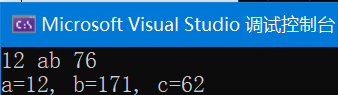 Microsoft Visual Studio 调试控制台
12 ab 76
a=12, b=171, c=62